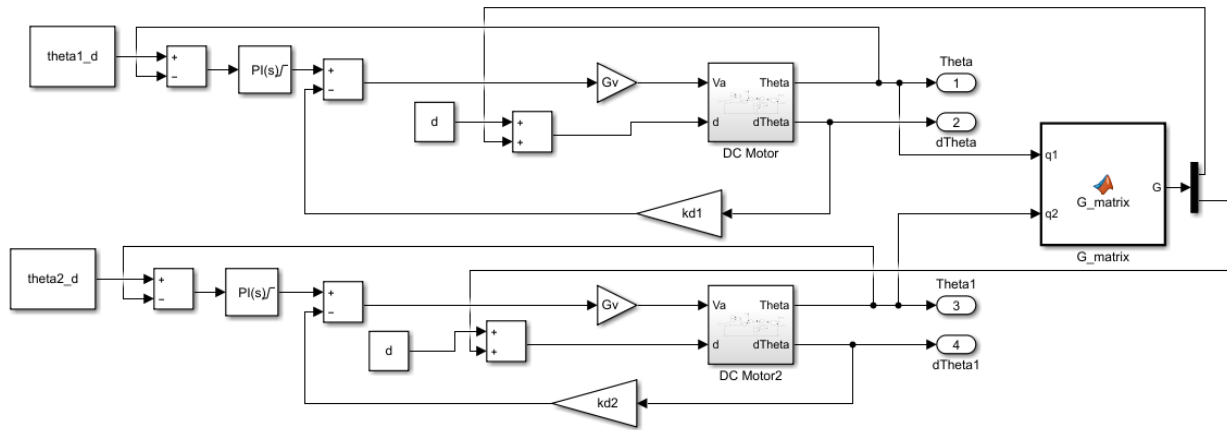 theta1_d
+
−
PI(s)
+
−
Gv
Va
Theta
d
dTheta
DC Motor
d
+
+
kd1
Theta
1
2
dTheta
q1
q2
G_matrix
G
G_matrix
theta2_d
+
−
PI(s)
+
−
Gv
Va
Theta
d
dTheta
DC Motor2
d
+
+
kd2
Theta1
3
4
dTheta1